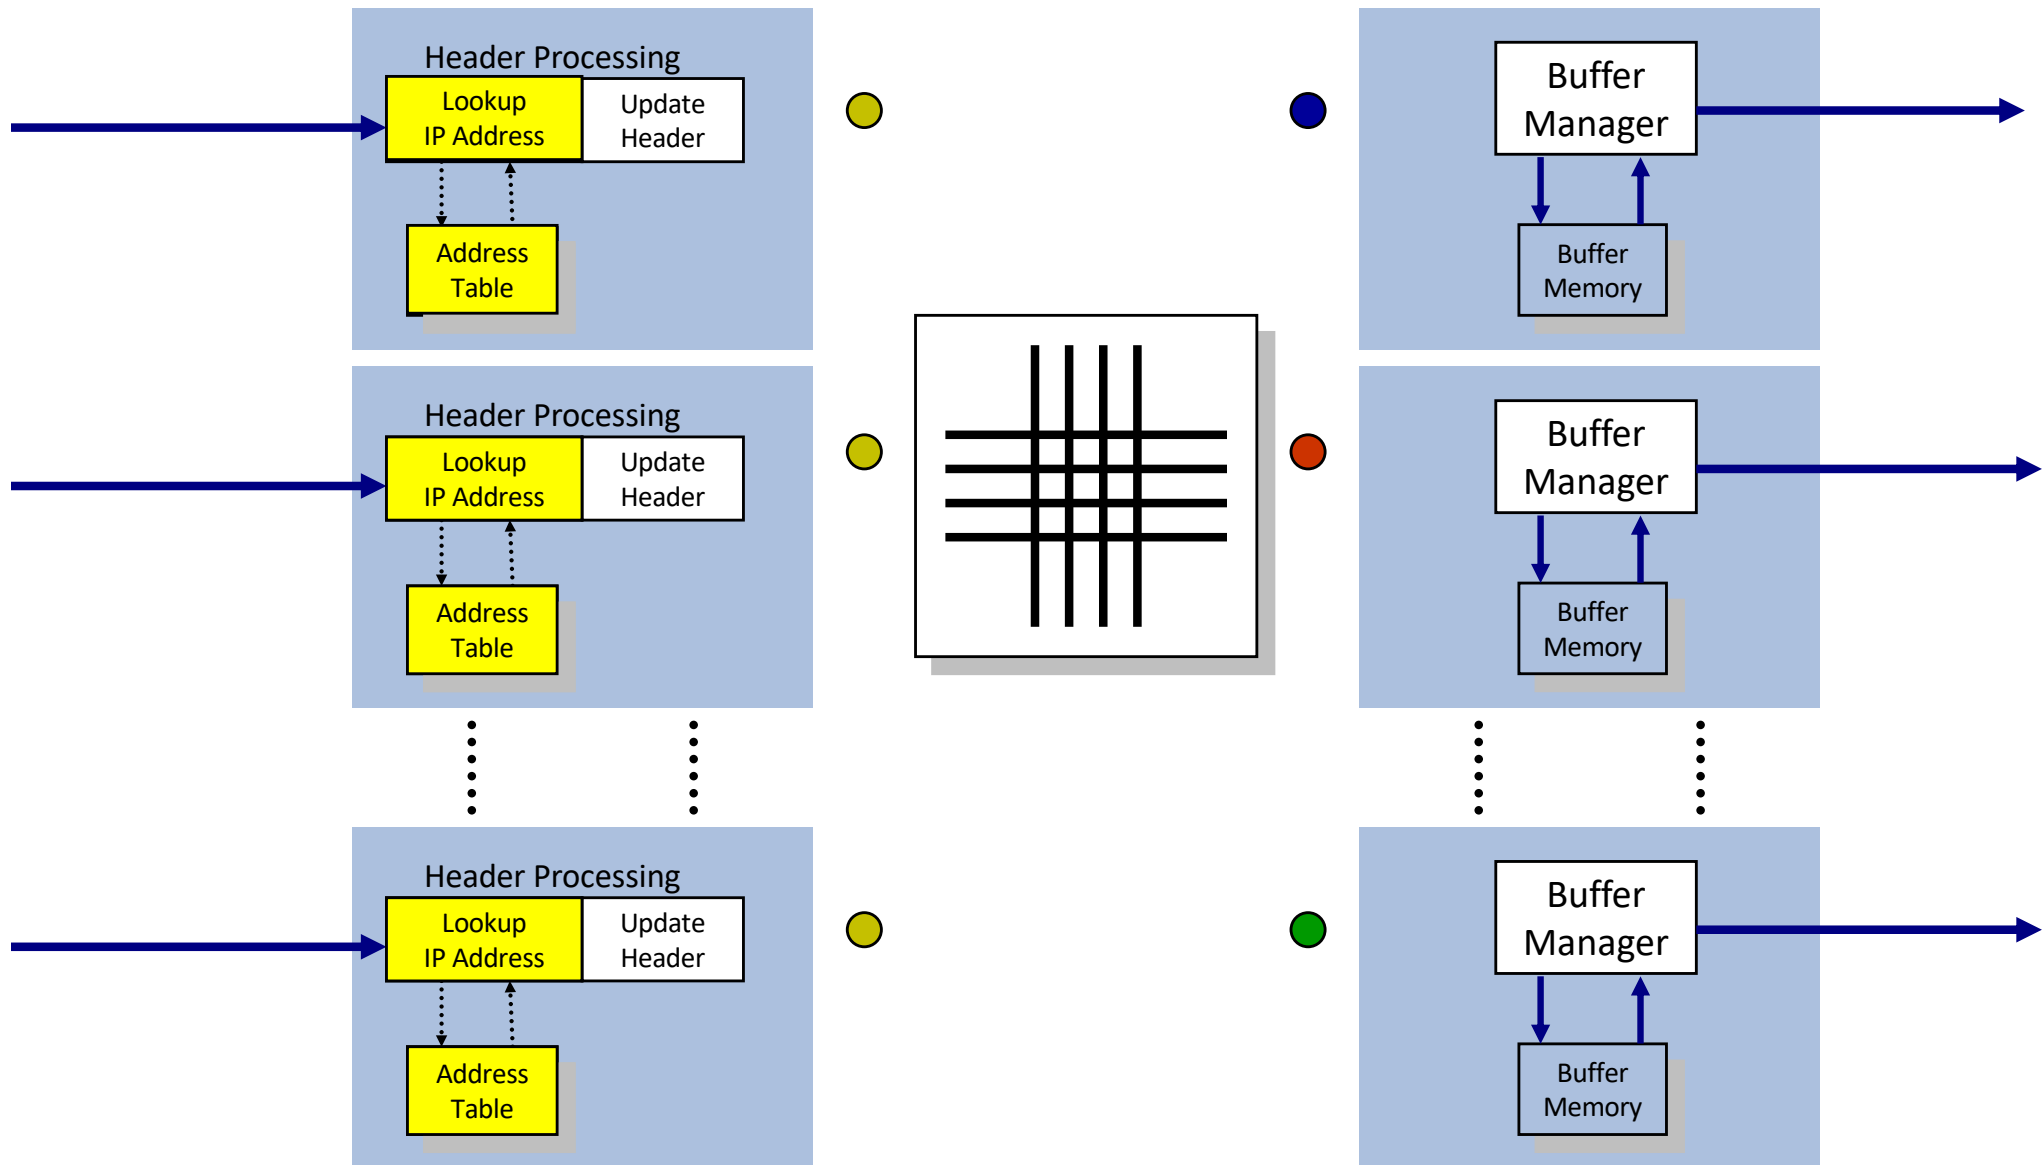 Header Processing
Lookup
IP Address
Update
Header
Address
Table
Buffer
Manager
Buffer
Memory
Header Processing
Lookup
IP Address
Update
Header
Address
Table
Buffer
Manager
Buffer
Memory
Header Processing
Lookup
IP Address
Update
Header
Address
Table
Buffer
Manager
Buffer
Memory